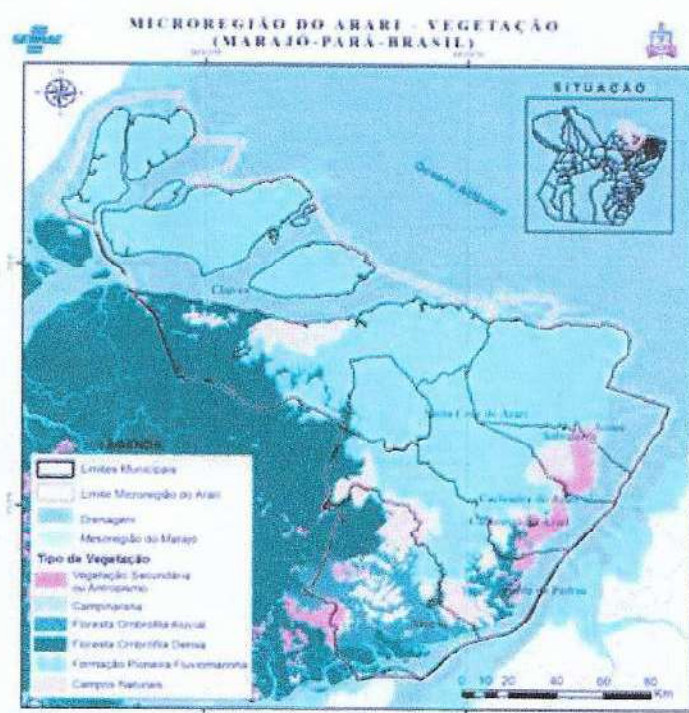 MICROREGIÃO DO ARARI - VEGETAÇÃO
(MARAJÓ-PARÁ-BRASIL)
SEBRAE
SITUAÇÃO
Oceano Atlântico
Chaves
Santa Cruz do Arari
Soure
Salvaterra
Cachoeira do
LEGENDA
Limites Municipais
Limite Mezoregião do Arari
Drenagem
Mesoregião do Marajó
Tipo de Vegetação
Vegetação Secundária
ou Antropismo
Campinarana
Floresta Ombrófila Aluvial
Floresta Ombrófila Densa
Formação Pioneira Fluviomarinha
Campos Naturais
Ponta de Pedras
0 10 20 40 60 80
Km